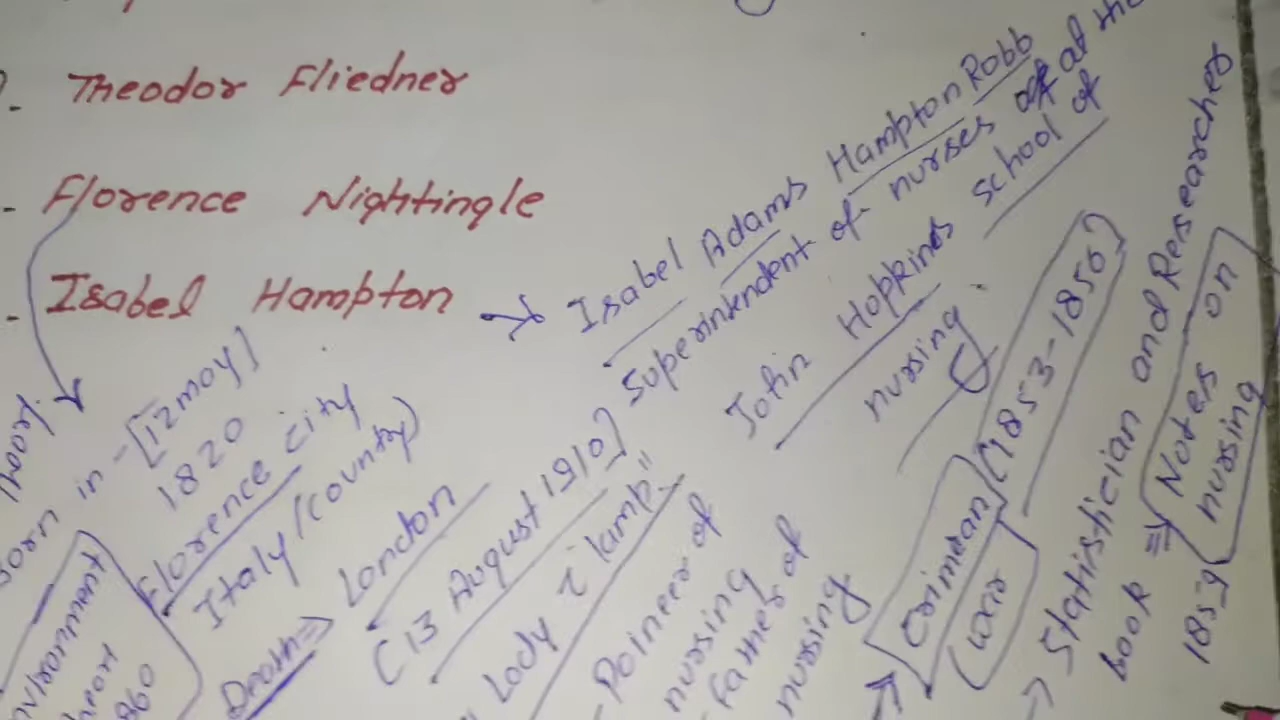 Theodor Fliedner
Florence Nightingle
Isabel Hampton →
Isabel Adams Hampton Robb
Superintendent of nurses at the
John Hopkins school of
nursing
born in - [12 may]
1820
Florence city
Italy (country)
Death ⇒ London
(13 August 1910]
Lady c̄ lamp"
- Poineer of
nursing
- father of
nursing
→ Crimean (1853-1856)
war
→ Statistician and Researcher
book ⇒ Notes on
nursing
1859
theory
1860